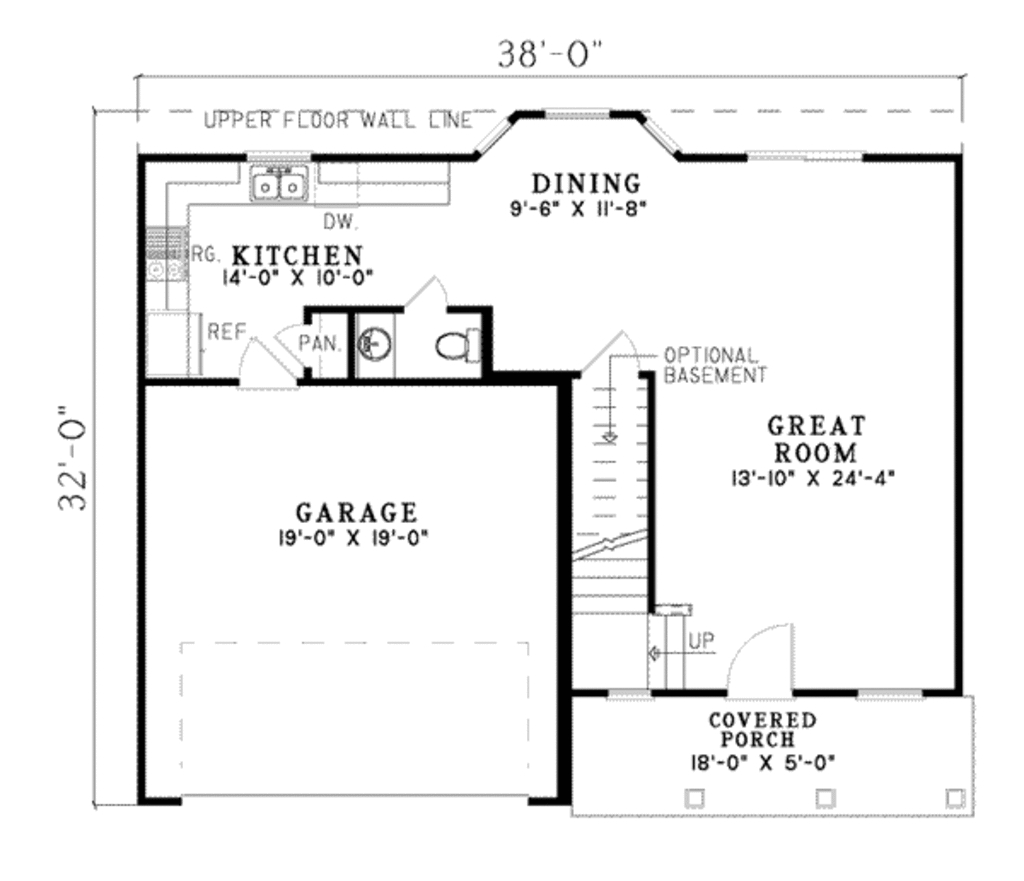 38'-0"
UPPER FLOOR WALL LINE
DINING
9'-6" X 11'-8"
DW.
RG.
KITCHEN
14'-0" X 10'-0"
REF.
PAN.
OPTIONAL
BASEMENT
32'-0"
GREAT
ROOM
13'-10" X 24'-4"
GARAGE
19'-0" X 19'-0"
UP
COVERED
PORCH
18'-0" X 5'-0"